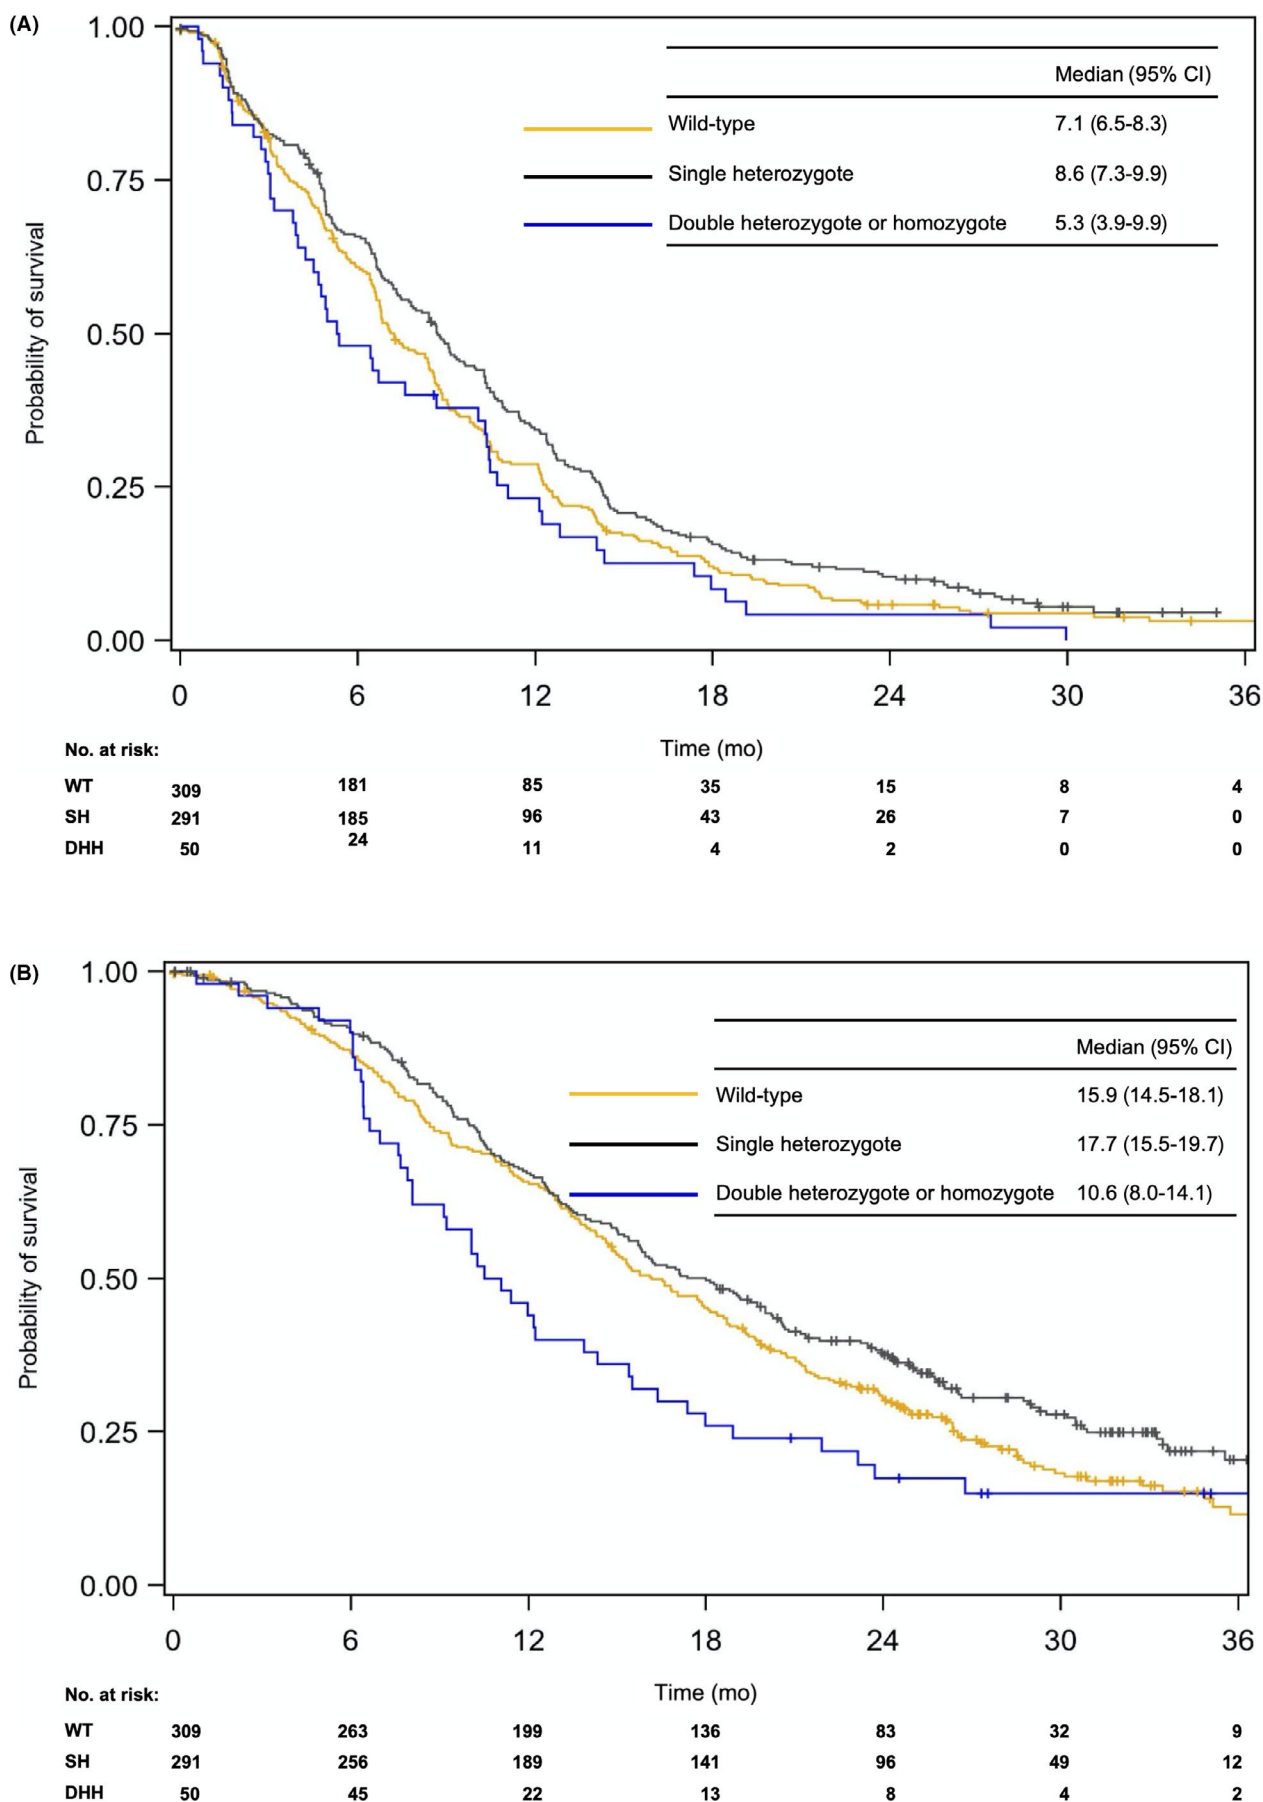 (A)
1.00
0.75
0.50
0.25
0.00
Probability of survival
Median (95% CI)
Wild-type 7.1 (6.5-8.3)
Single heterozygote 8.6 (7.3-9.9)
Double heterozygote or homozygote 5.3 (3.9-9.9)
0 6 12 18 24 30 36
Time (mo)
No. at risk:
WT 309 181 85 35 15 8 4
SH 291 185 96 43 26 7 0
DHH 50 24 11 4 2 0 0
(B)
1.00
0.75
0.50
0.25
0.00
Probability of survival
Median (95% CI)
Wild-type 15.9 (14.5-18.1)
Single heterozygote 17.7 (15.5-19.7)
Double heterozygote or homozygote 10.6 (8.0-14.1)
0 6 12 18 24 30 36
Time (mo)
No. at risk:
WT 309 263 199 136 83 32 9
SH 291 256 189 141 96 49 12
DHH 50 45 22 13 8 4 2